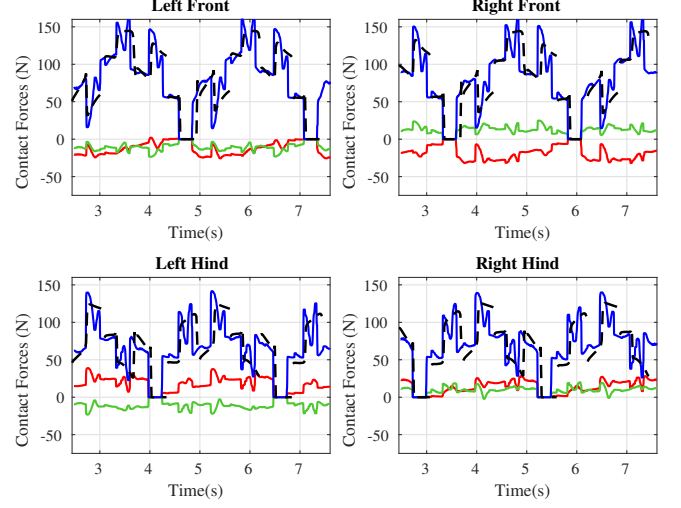 Left Front
Contact Forces (N)
150
100
50
0
-50
3 4 5 6 7
Time(s)
Right Front
Contact Forces (N)
150
100
50
0
-50
3 4 5 6 7
Time(s)
Left Hind
Contact Forces (N)
150
100
50
0
-50
3 4 5 6 7
Time(s)
Right Hind
Contact Forces (N)
150
100
50
0
-50
3 4 5 6 7
Time(s)